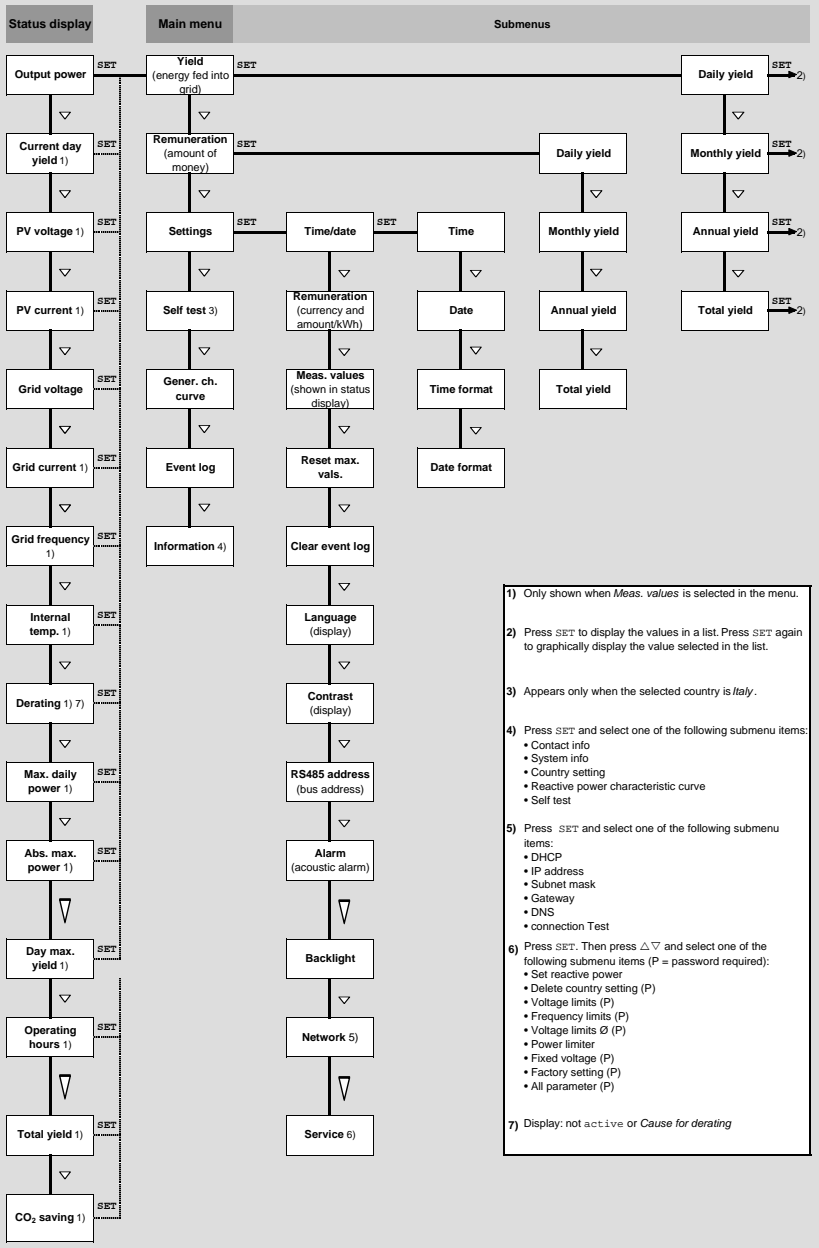 Status display
Main menu
Submenus
Output power
SET
Yield
(energy fed into
grid)
SET
Daily yield
SET
2)
Current day
yield 1)
SET
Remuneration
(amount of
money)
SET
Daily yield
Monthly yield
SET
2)
PV voltage 1)
SET
Settings
SET
Time/date
SET
Time
Monthly yield
Annual yield
SET
2)
PV current 1)
SET
Self test 3)
Remuneration
(currency and
amount/kWh)
Date
Annual yield
Total yield
SET
2)
Grid voltage
SET
Gener. ch.
curve
Meas. values
(shown in status
display)
Time format
Total yield
Grid current 1)
SET
Event log
Reset max.
vals.
Date format
Grid frequency
1)
SET
Information 4)
Clear event log
Internal
temp. 1)
SET
Language
(display)
Derating 1) 7)
SET
Contrast
(display)
Max. daily
power 1)
SET
RS485 address
(bus address)
Abs. max.
power 1)
SET
Alarm
(acoustic alarm)
Day max.
yield 1)
SET
Backlight
Operating
hours 1)
SET
Network 5)
Total yield 1)
SET
Service 6)
CO₂ saving 1)
SET
1) Only shown when Meas. values is selected in the menu.
2) Press SET to display the values in a list. Press SET again
to graphically display the value selected in the list.
3) Appears only when the selected country is Italy.
4) Press SET and select one of the following submenu items:
• Contact info
• System info
• Country setting
• Reactive power characteristic curve
• Self test
5) Press SET and select one of the following submenu
items:
• DHCP
• IP address
• Subnet mask
• Gateway
• DNS
• connection Test
6) Press SET. Then press △▽ and select one of the
following submenu items (P = password required):
• Set reactive power
• Delete country setting (P)
• Voltage limits (P)
• Frequency limits (P)
• Voltage limits Ø (P)
• Power limiter
• Fixed voltage (P)
• Factory setting (P)
• All parameter (P)
7) Display: not active or Cause for derating